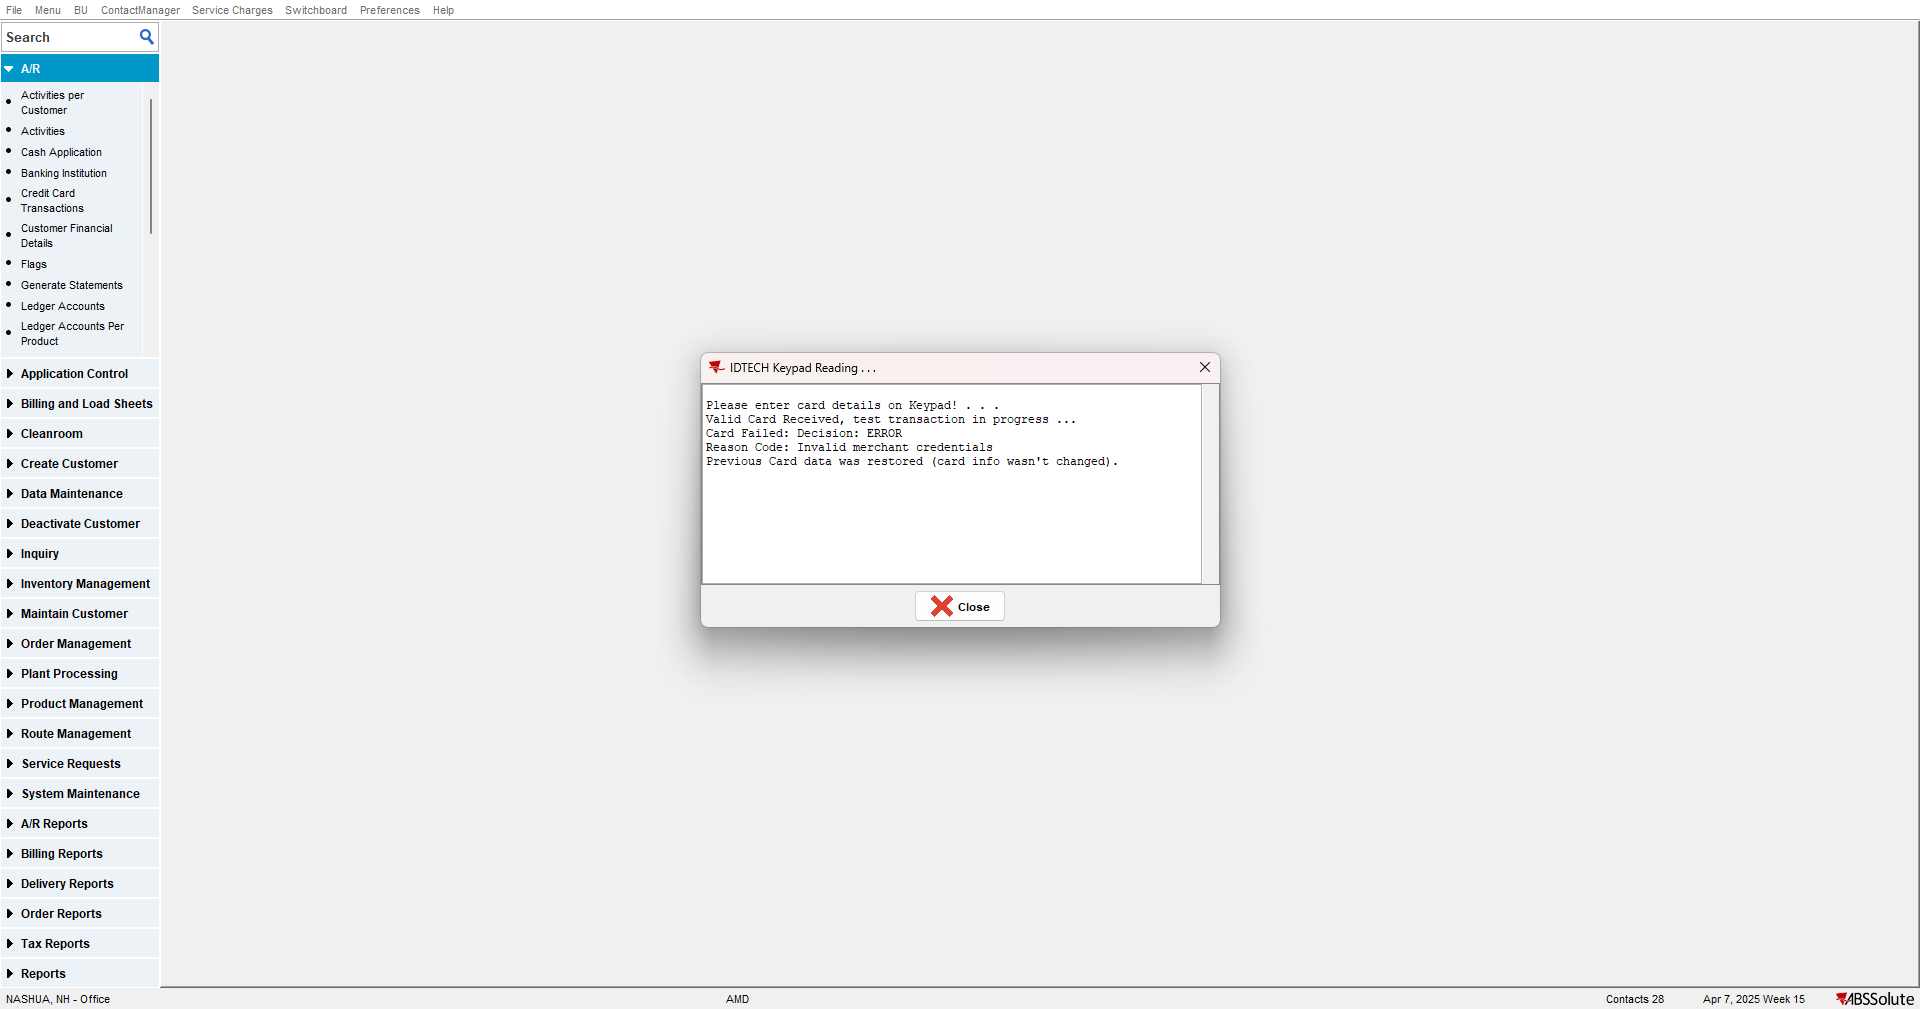 File Menu BU ContactManager Service Charges Switchboard Preferences Help
Search
A/R
Activities per
Customer
Activities
Cash Application
Banking Institution
Credit Card
Transactions
Customer Financial
Details
Flags
Generate Statements
Ledger Accounts
Ledger Accounts Per
Product
Application Control
Billing and Load Sheets
Cleanroom
Create Customer
Data Maintenance
Deactivate Customer
Inquiry
Inventory Management
Maintain Customer
Order Management
Plant Processing
Product Management
Route Management
Service Requests
System Maintenance
A/R Reports
Billing Reports
Delivery Reports
Order Reports
Tax Reports
Reports
IDTECH Keypad Reading . . .
Please enter card details on Keypad! . . .
Valid Card Received, test transaction in progress ...
Card Failed: Decision: ERROR
Reason Code: Invalid merchant credentials
Previous Card data was restored (card info wasn't changed).
Close
NASHUA, NH - Office AMD Contacts 28 Apr 7, 2025 Week 15 ABSSolute